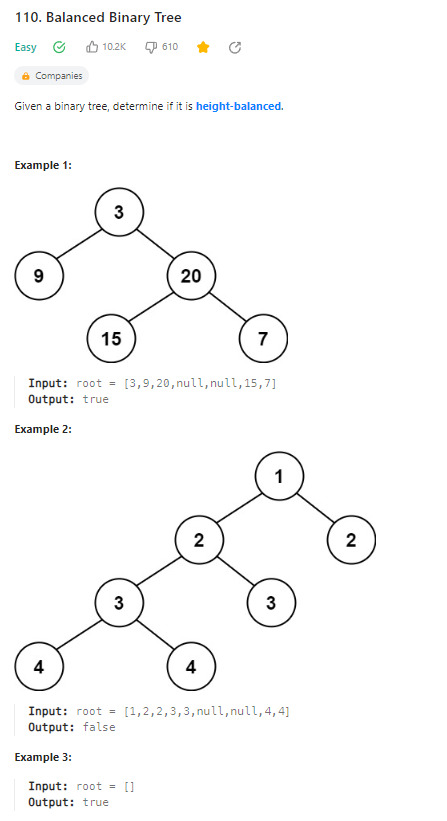 110. Balanced Binary Tree
Easy 10.2K 610
Companies
Given a binary tree, determine if it is height-balanced.
Example 1:
3
9 20
15 7
Input: root = [3,9,20,null,null,15,7]
Output: true
Example 2:
1
2 2
3 3
4 4
Input: root = [1,2,2,3,3,null,null,4,4]
Output: false
Example 3:
Input: root = []
Output: true